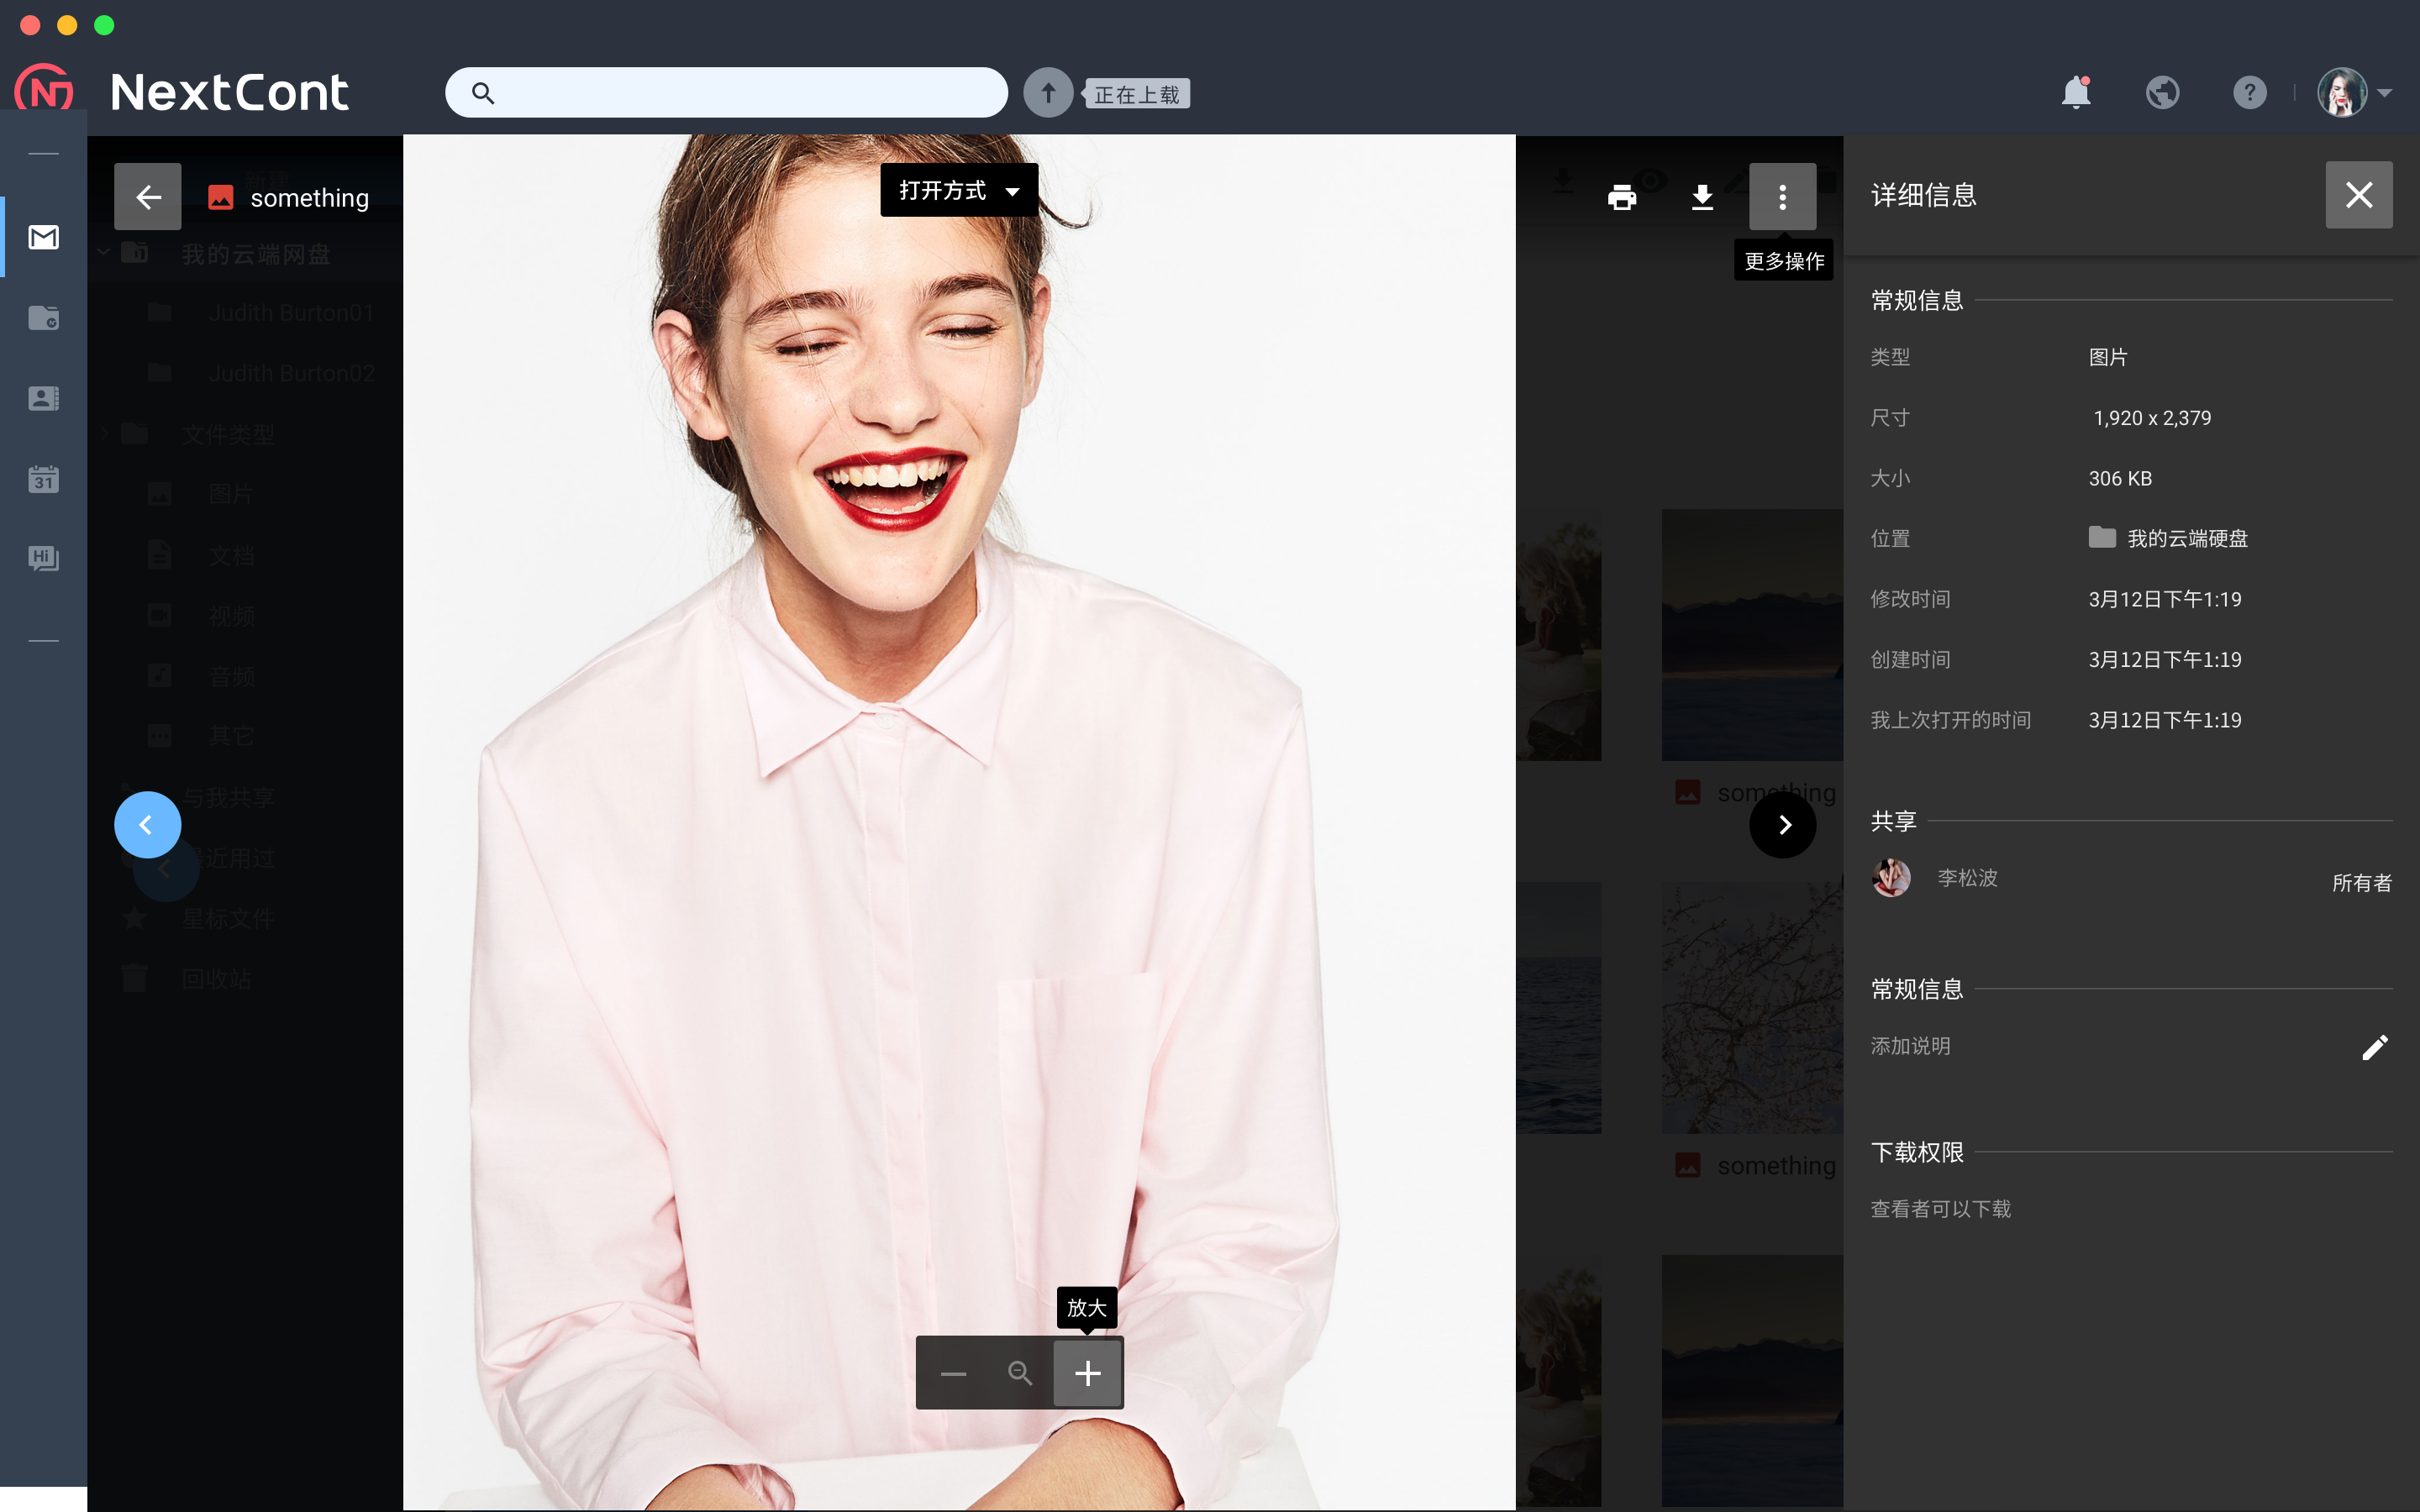 NextCont
正在上载
something
打开方式
更多操作
新建
我的云端网盘
Judith Burton01
Judith Burton02
文件类型
图片
文档
视频
音频
其它
与我共享
最近用过
星标文件
回收站
31
Hi
something
something
放大
详细信息
常规信息
类型 图片
尺寸 1,920 x 2,379
大小 306 KB
位置 我的云端硬盘
修改时间 3月12日下午1:19
创建时间 3月12日下午1:19
我上次打开的时间 3月12日下午1:19
共享
李松波 所有者
常规信息
添加说明
下载权限
查看者可以下载